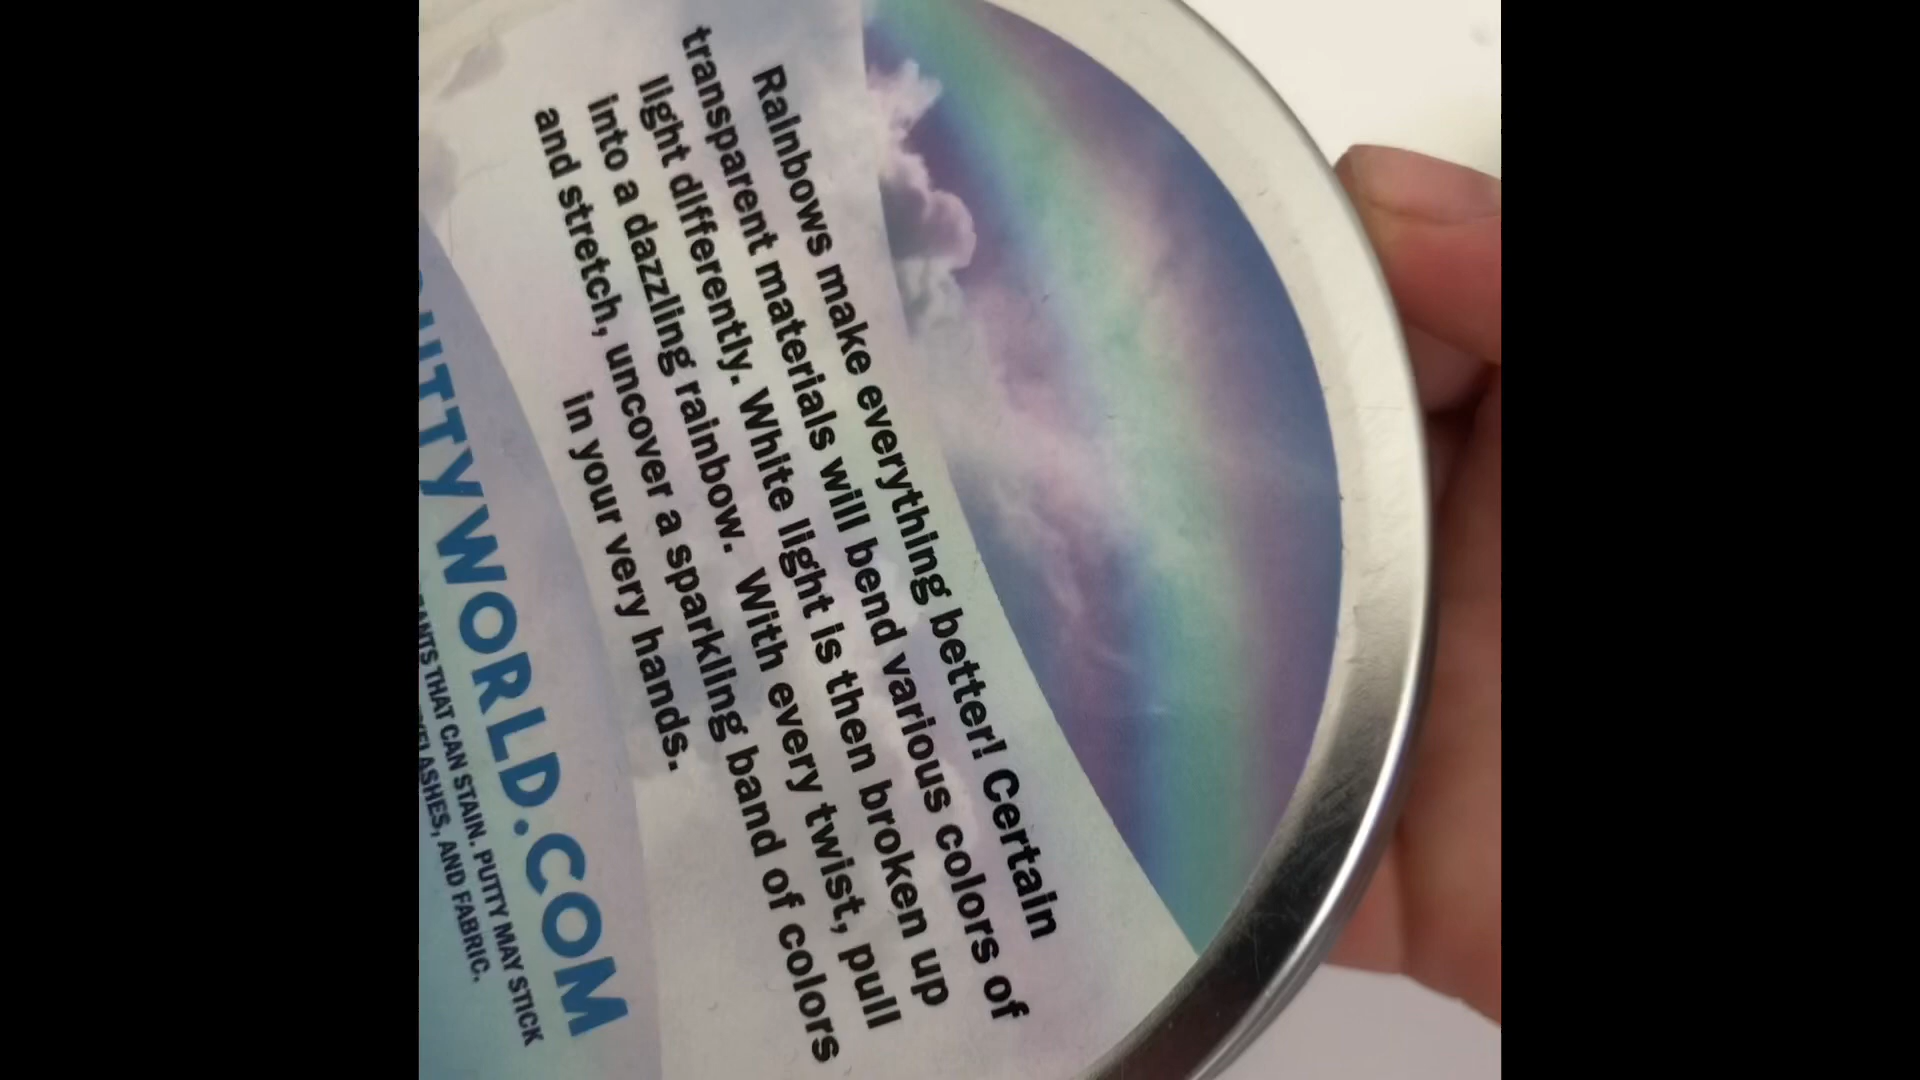 Rainbows make everything better! Certain
transparent materials will bend various colors of
light differently. White light is then broken up
into a dazzling rainbow. With every twist, pull
and stretch, uncover a sparkling band of colors
in your very hands.
WORLD.COM
THAT CAN STAIN. PUTTY MAY STICK
AND FABRIC.